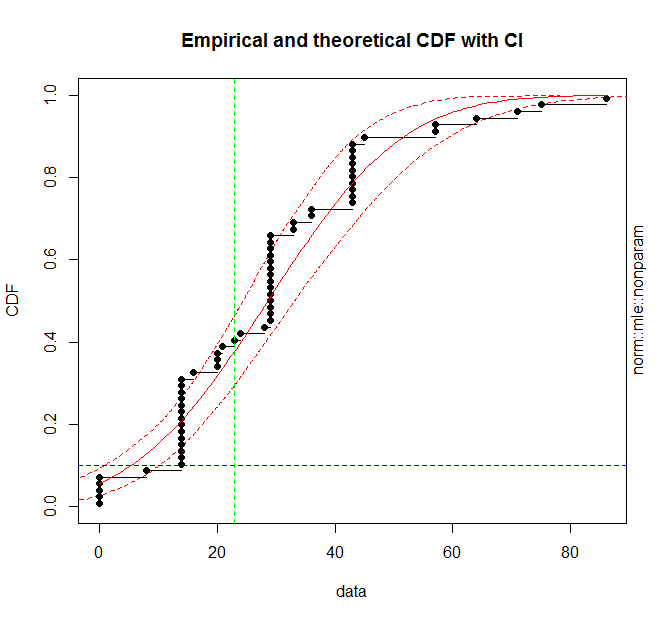 Empirical and theoretical CDF with CI
CDF
0.0 0.2 0.4 0.6 0.8 1.0
0 20 40 60 80
data
norm::mle::nonparam